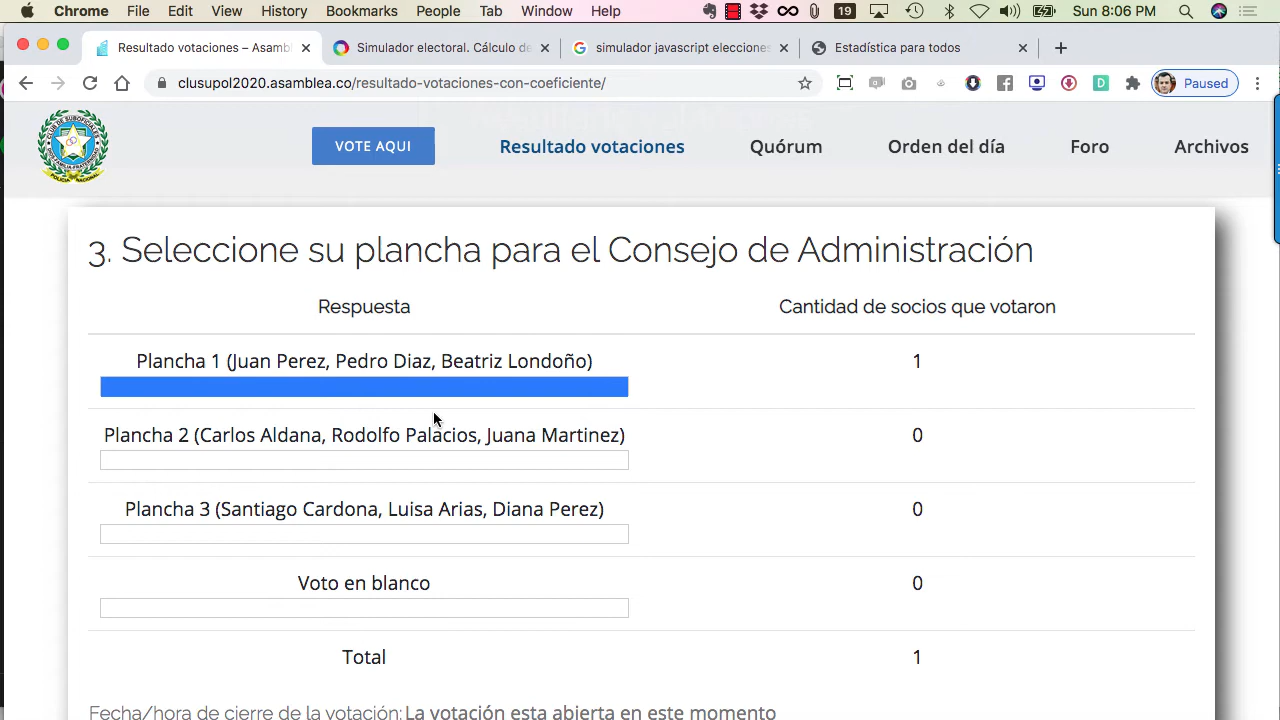 Chrome File Edit View History Bookmarks People Tab Window Help 19 Sun 8:06 PM
Resultado votaciones – Asamb Simulador electoral. Cálculo de simulador javascript elecciones Estadística para todos
clusupol2020.asamblea.co/resultado-votaciones-con-coeficiente/ Paused
VOTE AQUI Resultado votaciones Quórum Orden del día Foro Archivos
3. Seleccione su plancha para el Consejo de Administración
Respuesta Cantidad de socios que votaron
Plancha 1 (Juan Perez, Pedro Diaz, Beatriz Londoño) 1
Plancha 2 (Carlos Aldana, Rodolfo Palacios, Juana Martinez) 0
Plancha 3 (Santiago Cardona, Luisa Arias, Diana Perez) 0
Voto en blanco 0
Total 1
Fecha/hora de cierre de la votación: La votación esta abierta en este momento